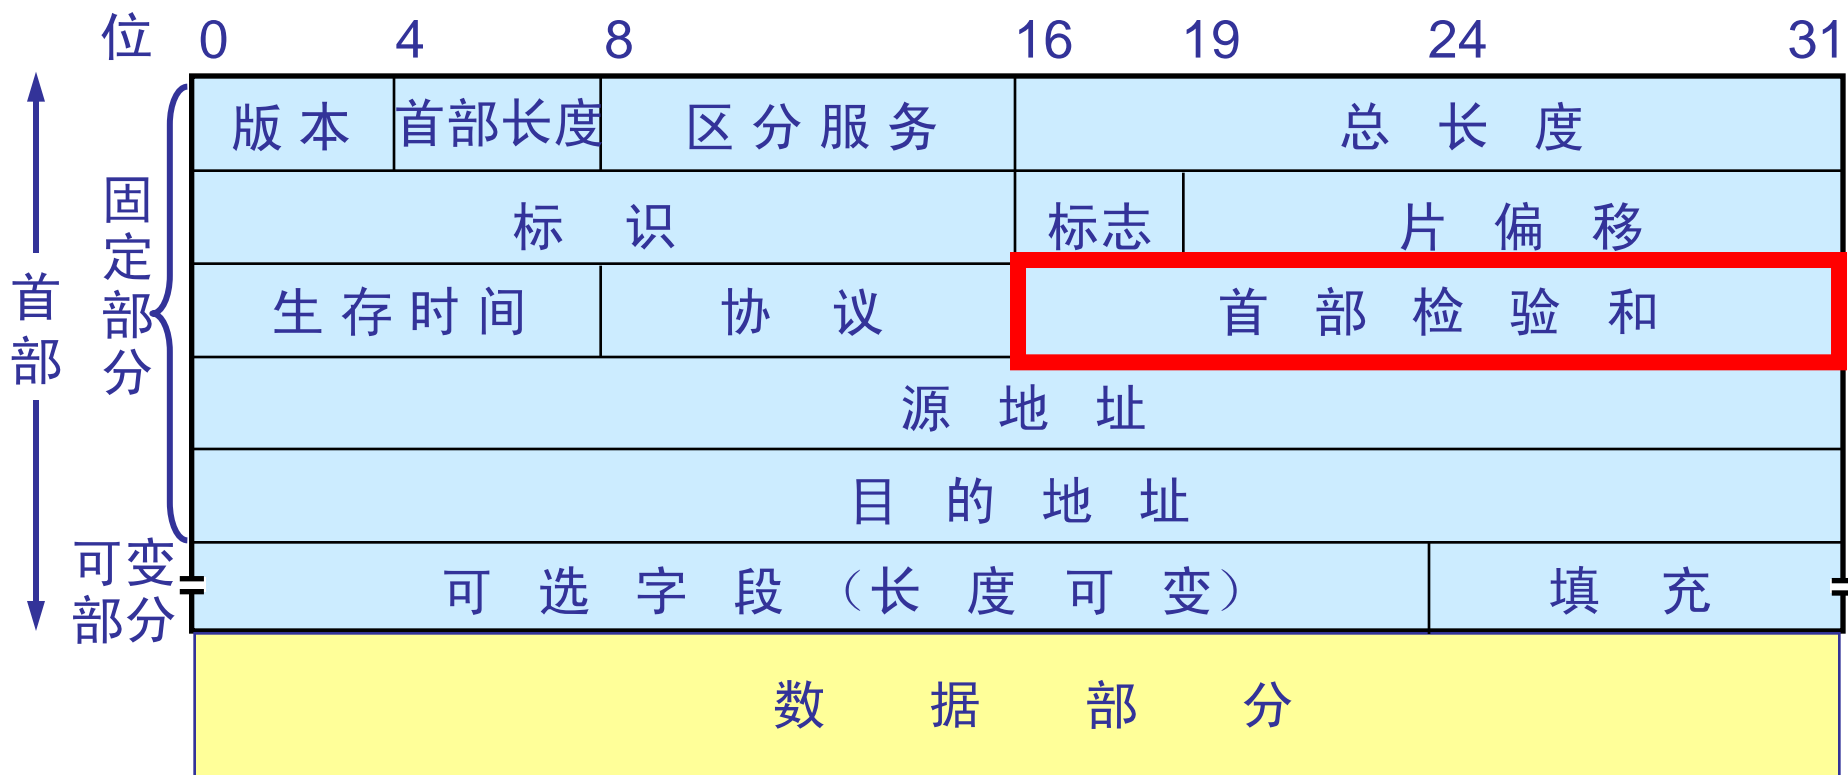 位 0 4 8 16 19 24 31
版本 首部长度 区分服务 总长度
标识 标志 片偏移
生存时间 协议 首部检验和
源地址
目的地址
可选字段（长度可变） 填充
数据部分
首部
固定部分
可变
部分